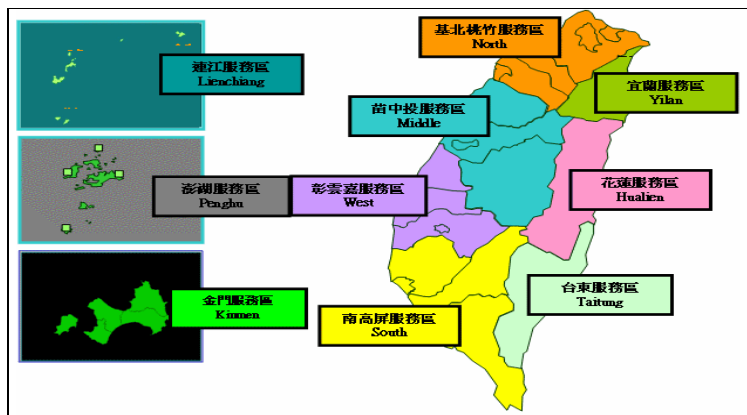 基北桃竹服務區
North
連江服務區
Lienchiang
宜蘭服務區
Yilan
苗中投服務區
Middle
澎湖服務區
Penghu
彰雲嘉服務區
West
花蓮服務區
Hualien
金門服務區
Kinmen
台東服務區
Taitung
南高屏服務區
South